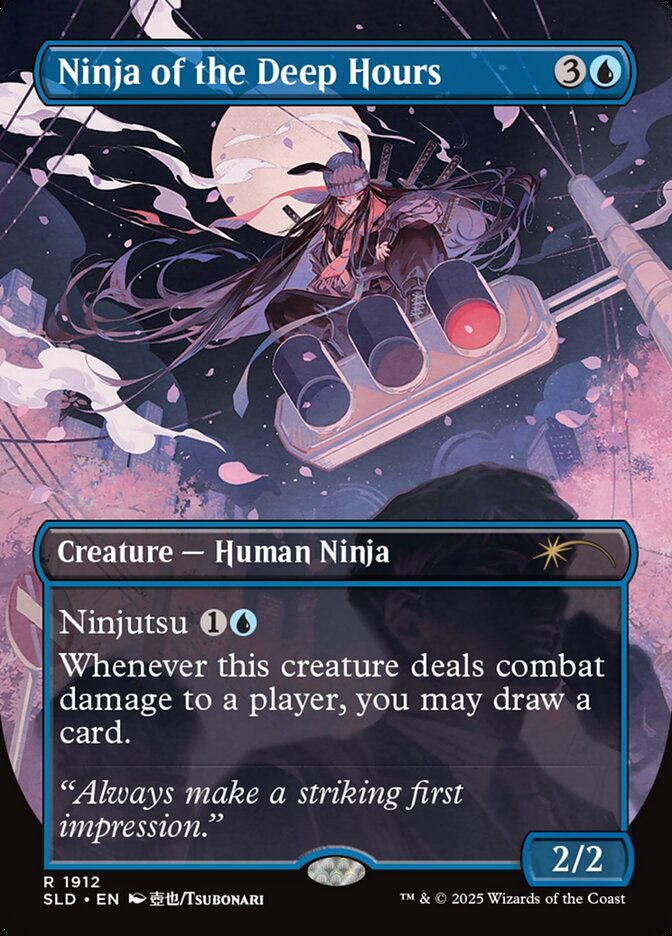 Ninja of the Deep Hours 3
Creature — Human Ninja
Ninjutsu 1
Whenever this creature deals combat
damage to a player, you may draw a
card.
“Always make a striking first
impression.”
2/2
R 1912
SLD • EN 壺也/Tsubonari
™ & © 2025 Wizards of the Coast